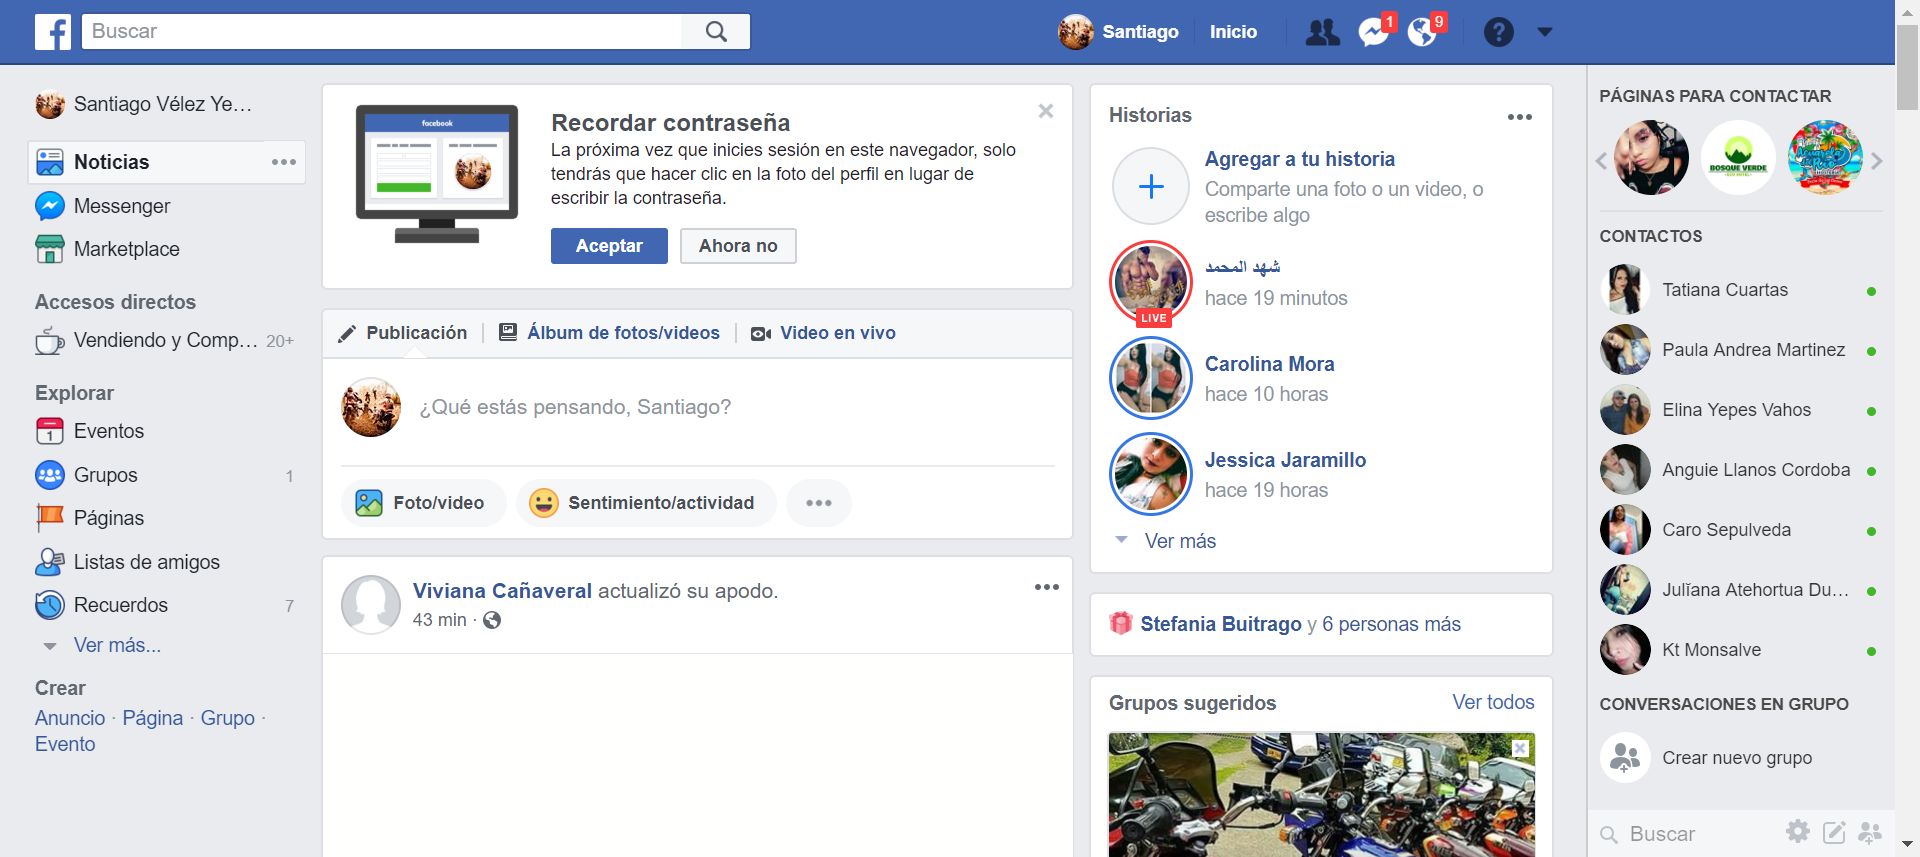 Buscar
Santiago
Inicio
1
9
Santiago Vélez Ye...
Noticias
Messenger
Marketplace
Accesos directos
Vendiendo y Comp... 20+
Explorar
1
Eventos
Grupos 1
Páginas
Listas de amigos
Recuerdos 7
Ver más...
Crear
Anuncio · Página · Grupo ·
Evento
facebook
Recordar contraseña
La próxima vez que inicies sesión en este navegador, solo
tendrás que hacer clic en la foto del perfil en lugar de
escribir la contraseña.
Aceptar
Ahora no
Publicación
Álbum de fotos/videos
Video en vivo
¿Qué estás pensando, Santiago?
Foto/video
Sentimiento/actividad
Viviana Cañaveral actualizó su apodo.
43 min ·
Historias
Agregar a tu historia
Comparte una foto o un video, o
escribe algo
شهد المحمد
hace 19 minutos
LIVE
Carolina Mora
hace 10 horas
Jessica Jaramillo
hace 19 horas
Ver más
Stefania Buitrago y 6 personas más
Grupos sugeridos
Ver todos
PÁGINAS PARA CONTACTAR
BOSQUE VERDE
CONTACTOS
Tatiana Cuartas
Paula Andrea Martinez
Elina Yepes Vahos
Anguie Llanos Cordoba
Caro Sepulveda
Julïana Atehortua Du...
Kt Monsalve
CONVERSACIONES EN GRUPO
Crear nuevo grupo
Buscar